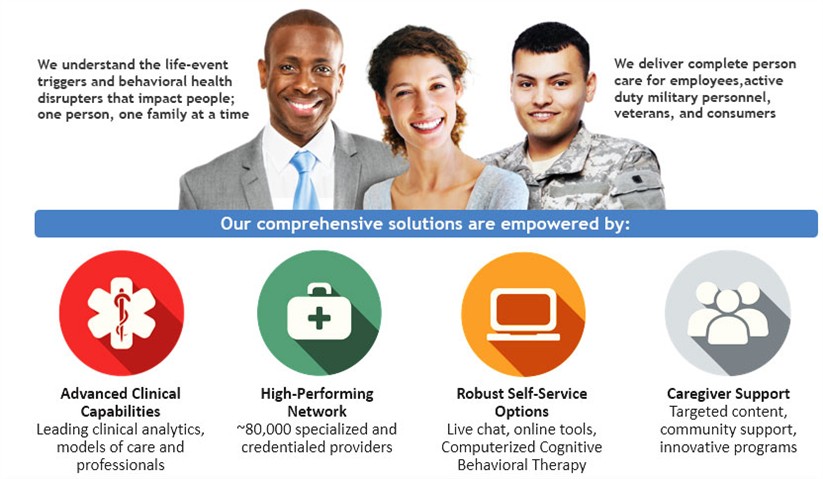 We understand the life-event
triggers and behavioral health
disrupters that impact people;
one person, one family at a time
We deliver complete person
care for employees,active
duty military personnel,
veterans, and consumers
Our comprehensive solutions are empowered by:
Advanced Clinical
Capabilities
Leading clinical analytics,
models of care and
professionals
High-Performing
Network
~80,000 specialized and
credentialed providers
Robust Self-Service
Options
Live chat, online tools,
Computerized Cognitive
Behavioral Therapy
Caregiver Support
Targeted content,
community support,
innovative programs